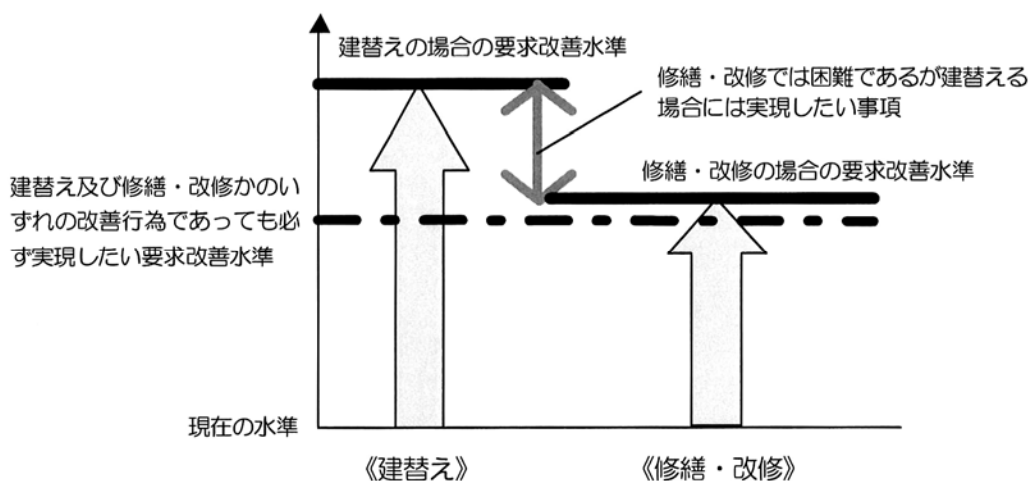 建替えの場合の要求改善水準
修繕・改修では困難であるが建替える
場合には実現したい事項
修繕・改修の場合の要求改善水準
建替え及び修繕・改修かのい
ずれの改善行為であっても必
ず実現したい要求改善水準
現在の水準
《建替え》
《修繕・改修》